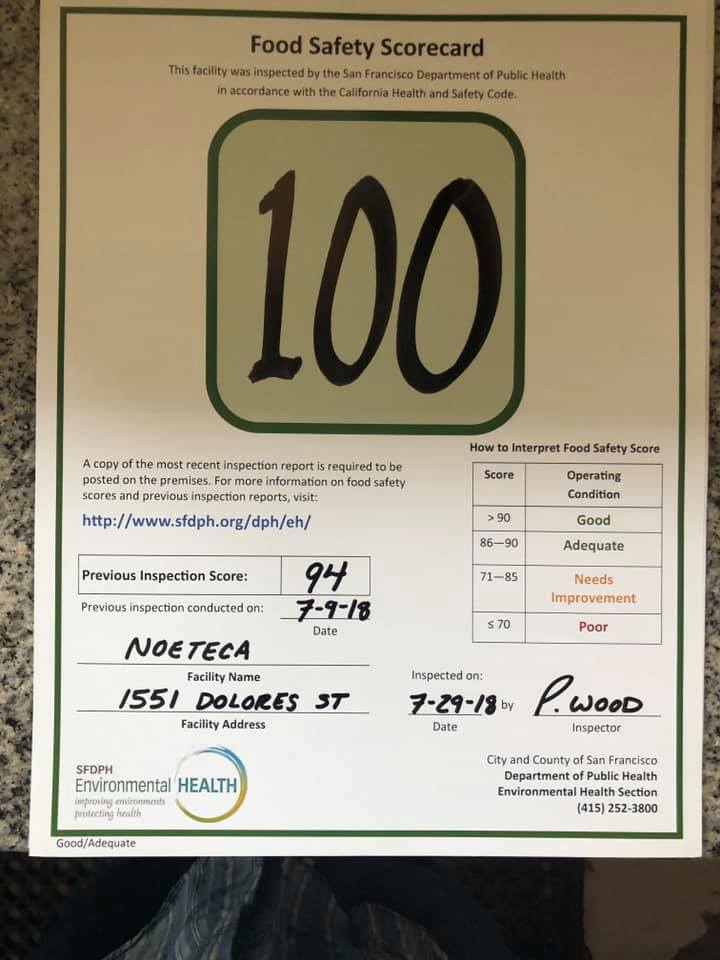 Food Safety Scorecard
This facility was inspected by the San Francisco Department of Public Health
in accordance with the California Health and Safety Code.
100
A copy of the most recent inspection report is required to be
posted on the premises. For more information on food safety
scores and previous inspection reports, visit:
http://www.sfdph.org/dph/eh/
How to Interpret Food Safety Score
Score Operating
Condition
> 90 Good
86—90 Adequate
71—85 Needs
Improvement
≤ 70 Poor
Previous Inspection Score: 94
Previous inspection conducted on: 7-9-18
Date
NOETECA
Facility Name
1551 DOLORES ST
Facility Address
Inspected on:
7-29-18 by P. WOOD
Date Inspector
SFDPH
Environmental HEALTH
improving environments
protecting health
City and County of San Francisco
Department of Public Health
Environmental Health Section
(415) 252-3800
Good/Adequate